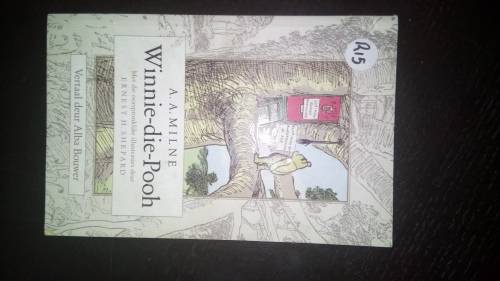 A. A. MILNE
Winnie-die-Pooh
Met die oorspronklike illustrasies deur
ERNEST H. SHEPARD
Vertaal deur Alba Bouwer
R15